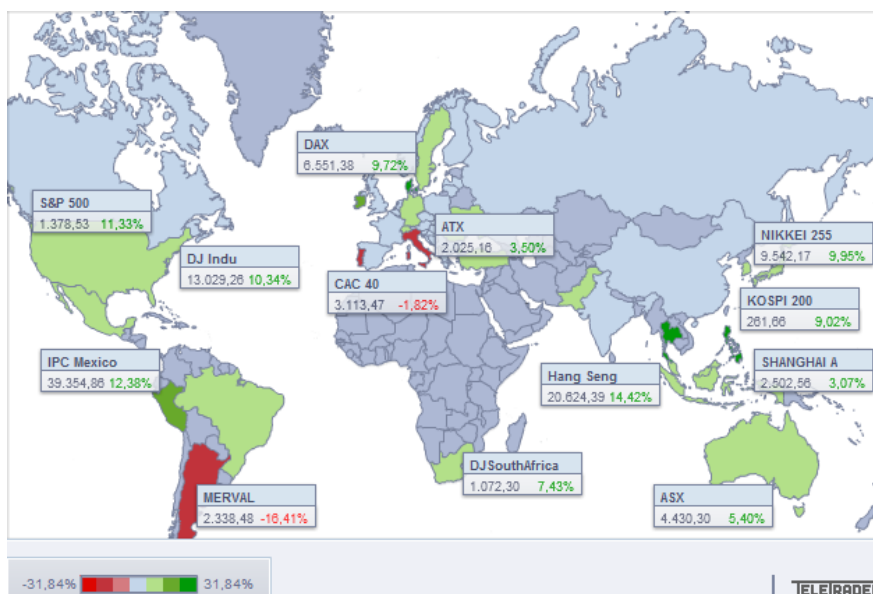 DAX
6.551,38 9,72%
S&P 500
1.378,53 11,33%
ATX
2.025,16 3,50%
NIKKEI 255
9.542,17 9,95%
DJ Indu
13.029,26 10,34%
CAC 40
3.113,47 -1,82%
KOSPI 200
261,66 9,02%
IPC Mexico
39.354,86 12,38%
Hang Seng
20.624,39 14,42%
SHANGHAI A
2.502,56 3,07%
DJSouthAfrica
1.072,30 7,43%
MERVAL
2.338,48 -16,41%
ASX
4.430,30 5,40%
-31,84% 31,84%
TELETRADER